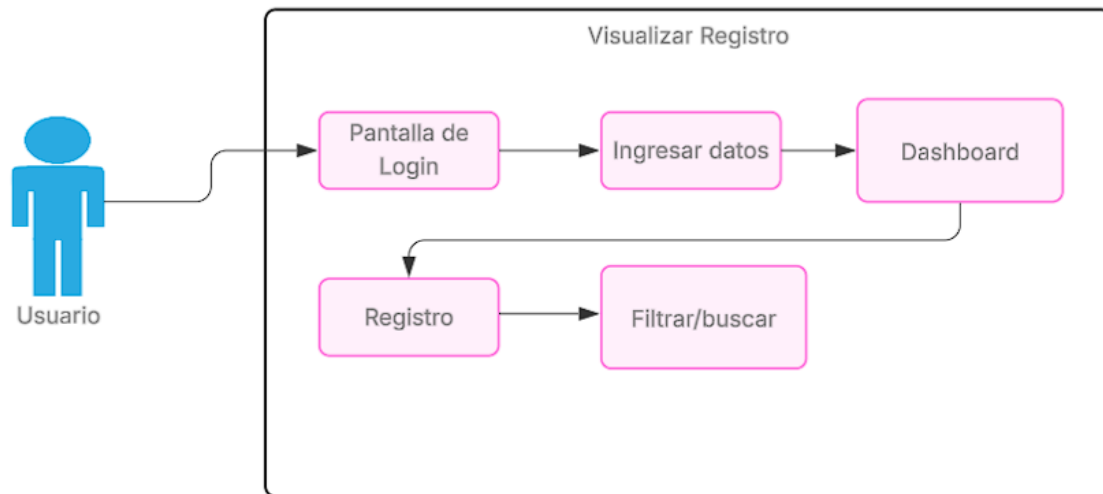 Visualizar Registro
Pantalla de
Login
Ingresar datos
Dashboard
Usuario
Registro
Filtrar/buscar